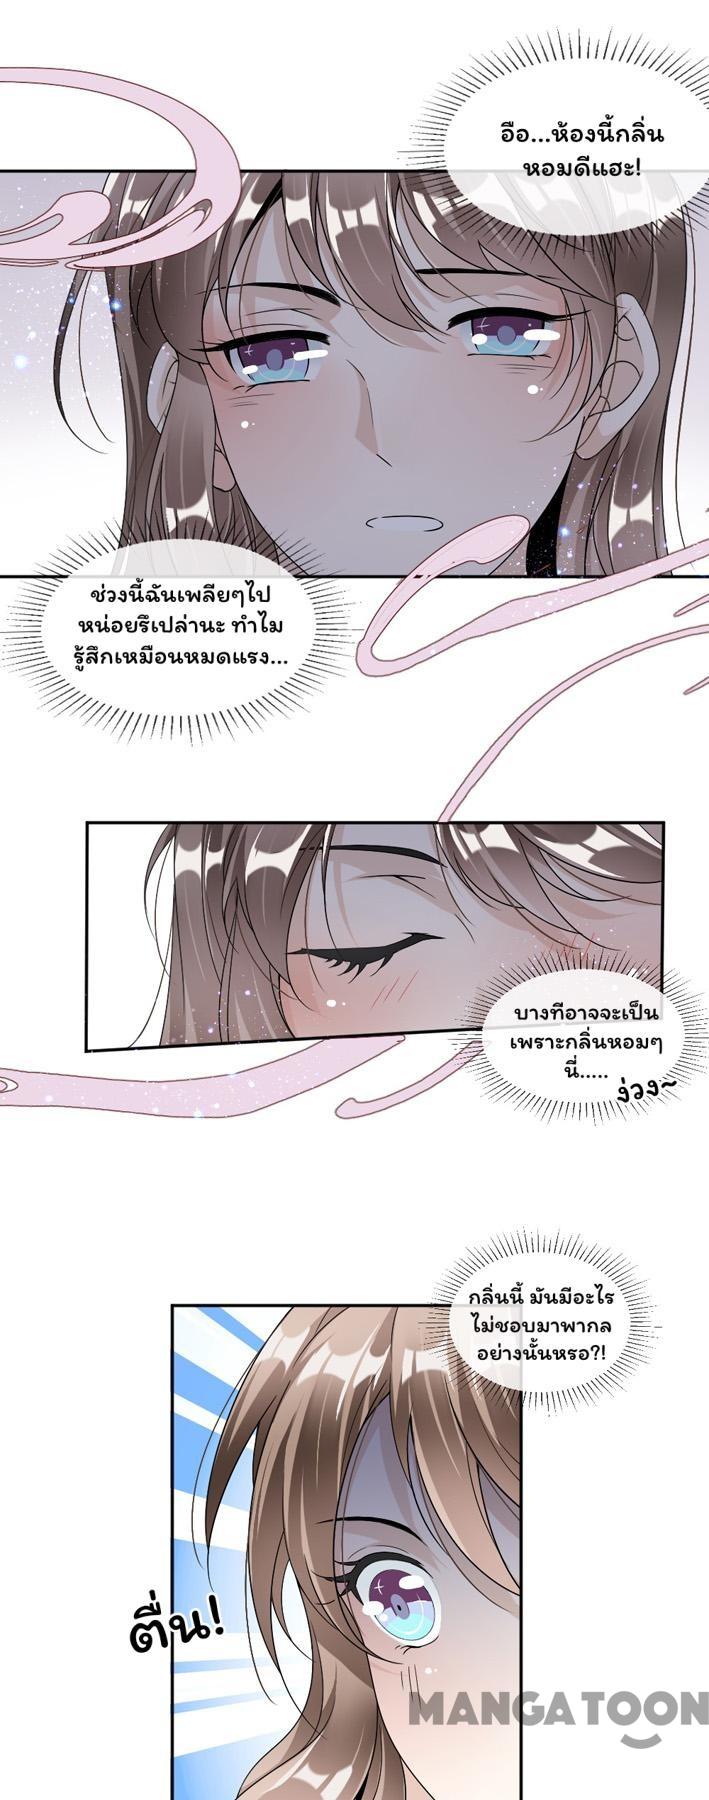 อือ...ห้องนี้กลิ่น
หอมดีแฮะ!
ช่วงนี้ฉันเพลียๆไป
หน่อยรึเปล่านะ ทำไม
รู้สึกเหมือนหมดแรง...
บางทีอาจจะเป็น
เพราะกลิ่นหอมๆ
นี่.....
ง่วง~
กลิ่นนี้ มันมีอะไร
ไม่ชอบมาพากล
อย่างนั้นหรอ?!
ตื่น!
MANGATOON